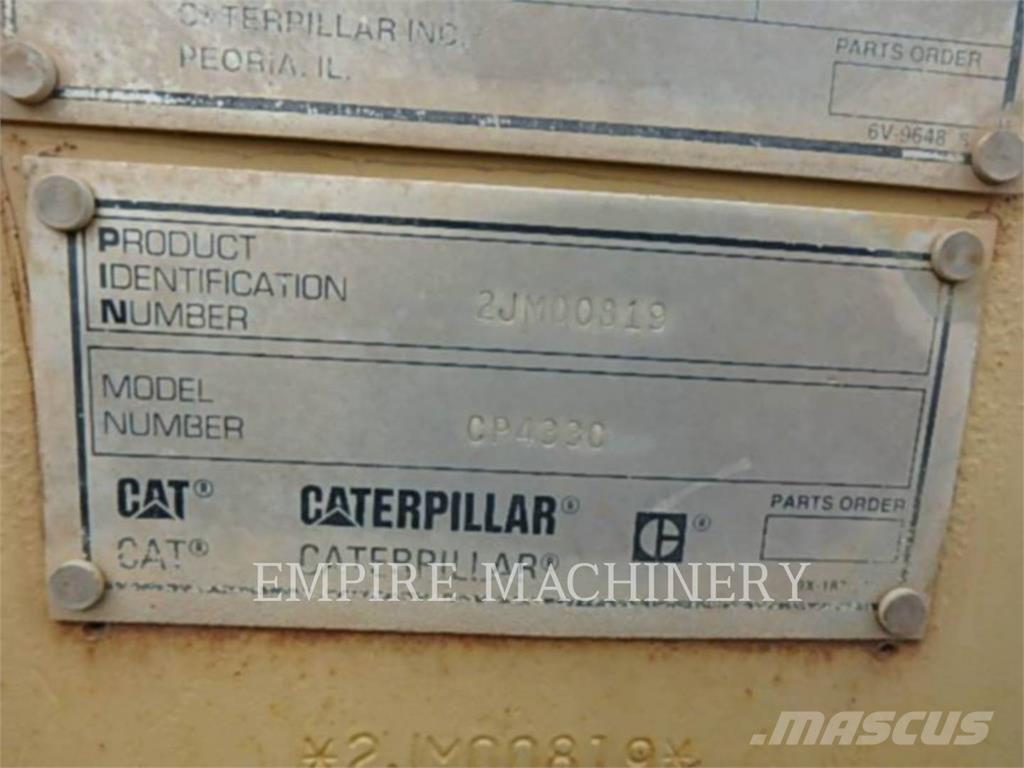 CATERPILLAR INC.
PEORIA, IL.
PARTS ORDER
6V-9648
PRODUCT
IDENTIFICATION
NUMBER
2JM00819
MODEL
NUMBER
CP433C
CAT® CATERPILLAR® ®
PARTS ORDER
CAT® CATERPILLAR®
EMPIRE MACHINERY
*2JM00819*
MASCUS